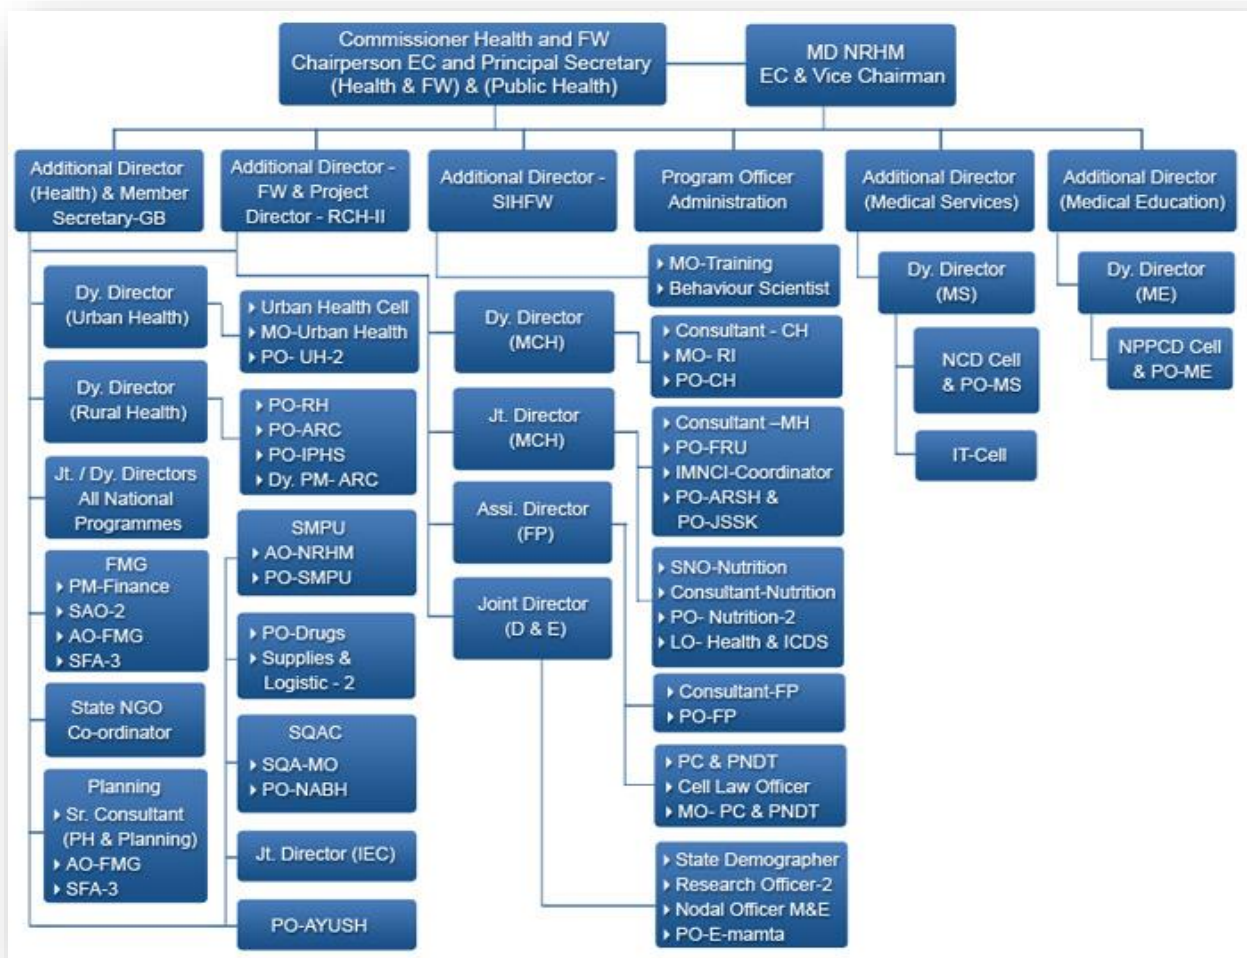 Commissioner Health and FW
Chairperson EC and Principal Secretary
(Health & FW) & (Public Health)
MD NRHM
EC & Vice Chairman
Additional Director
(Health) & Member
Secretary-GB
Additional Director -
FW & Project
Director - RCH-II
Additional Director -
SIHFW
Program Officer
Administration
Additional Director
(Medical Services)
Additional Director
(Medical Education)
Dy. Director
(Urban Health)
Dy. Director
(Rural Health)
Jt. / Dy. Directors
All National
Programmes
FMG
PM-Finance
SAO-2
AO-FMG
SFA-3
State NGO
Co-ordinator
Planning
Sr. Consultant
(PH & Planning)
AO-FMG
SFA-3
Urban Health Cell
MO-Urban Health
PO- UH-2
PO-RH
PO-ARC
PO-IPHS
Dy. PM- ARC
SMPU
AO-NRHM
PO-SMPU
PO-Drugs
Supplies &
Logistic - 2
SQAC
SQA-MO
PO-NABH
Jt. Director (IEC)
PO-AYUSH
Dy. Director
(MCH)
Jt. Director
(MCH)
Assi. Director
(FP)
Joint Director
(D & E)
MO-Training
Behaviour Scientist
Consultant - CH
MO- RI
PO-CH
Consultant –MH
PO-FRU
IMNCI-Coordinator
PO-ARSH &
PO-JSSK
SNO-Nutrition
Consultant-Nutrition
PO- Nutrition-2
LO- Health & ICDS
Consultant-FP
PO-FP
PC & PNDT
Cell Law Officer
MO- PC & PNDT
State Demographer
Research Officer-2
Nodal Officer M&E
PO-E-mamta
Dy. Director
(MS)
NCD Cell
& PO-MS
IT-Cell
Dy. Director
(ME)
NPPCD Cell
& PO-ME